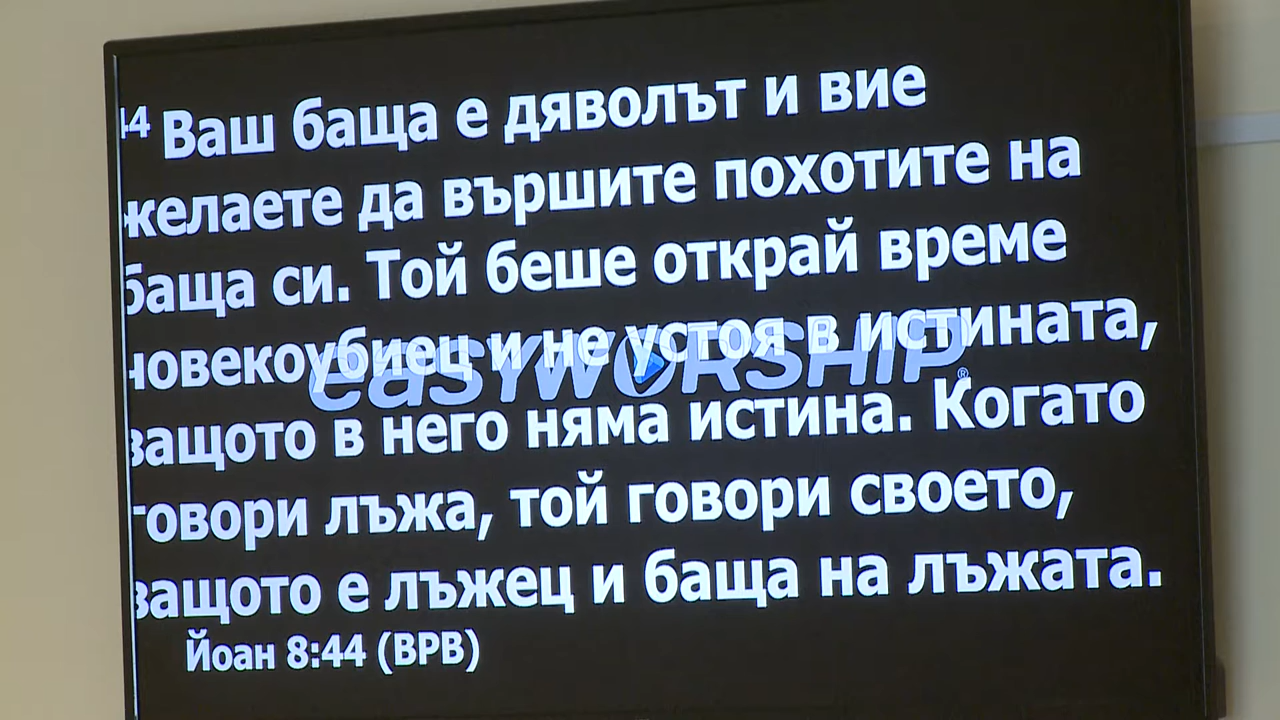 44 Ваш баща е дяволът и вие
желаете да вършите похотите на
баща си. Той беше открай време
човекоубиец и не устоя в истината,
защото в него няма истина. Когато
говори лъжа, той говори своето,
защото е лъжец и баща на лъжата.
easyWORSHIP®
Йоан 8:44 (ВРВ)